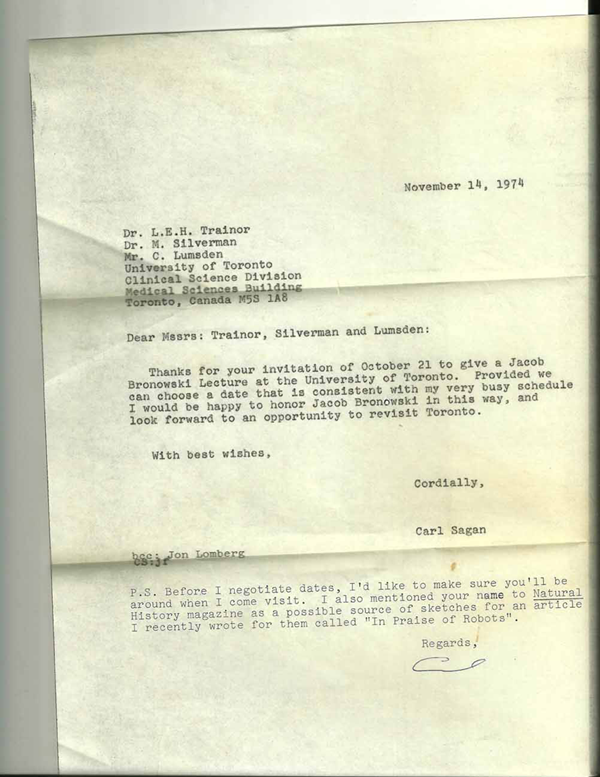 November 14, 1974
Dr. L.E.H. Trainor
Dr. M. Silverman
Mr. C. Lumsden
University of Toronto
Clinical Science Division
Medical Sciences Building
Toronto, Canada M5S 1A8
Dear Mssrs: Trainor, Silverman and Lumsden:
Thanks for your invitation of October 21 to give a Jacob
Bronowski Lecture at the University of Toronto. Provided we
can choose a date that is consistent with my very busy schedule
I would be happy to honor Jacob Bronowski in this way, and
look forward to an opportunity to revisit Toronto.
With best wishes,
Cordially,
Carl Sagan
bcc: Jon Lomberg
CS:jr
P.S. Before I negotiate dates, I'd like to make sure you'll be
around when I come visit. I also mentioned your name to Natural
History magazine as a possible source of sketches for an article
I recently wrote for them called "In Praise of Robots".
Regards,
Carl